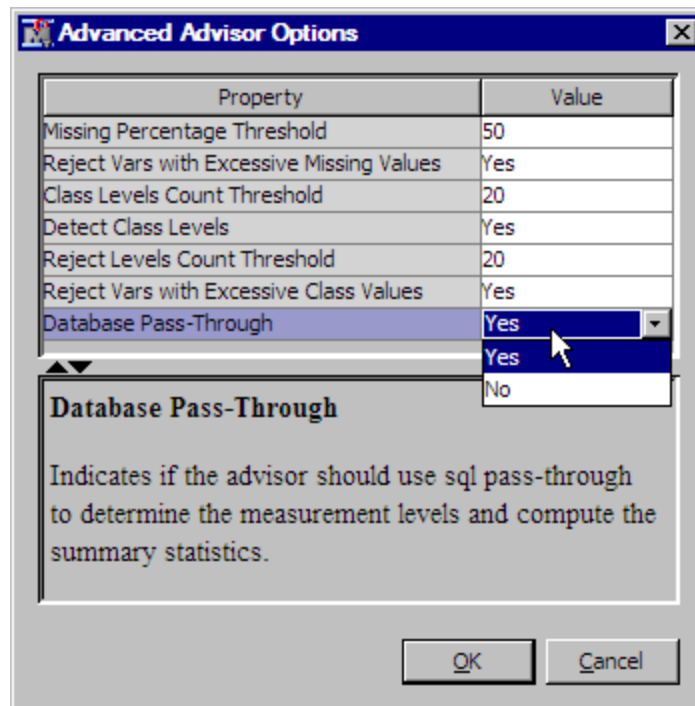 Advanced Advisor Options
Property Value
Missing Percentage Threshold 50
Reject Vars with Excessive Missing Values Yes
Class Levels Count Threshold 20
Detect Class Levels Yes
Reject Levels Count Threshold 20
Reject Vars with Excessive Class Values Yes
Database Pass-Through Yes
Yes
No
Database Pass-Through
Indicates if the advisor should use sql pass-through
to determine the measurement levels and compute the
summary statistics.
OK Cancel